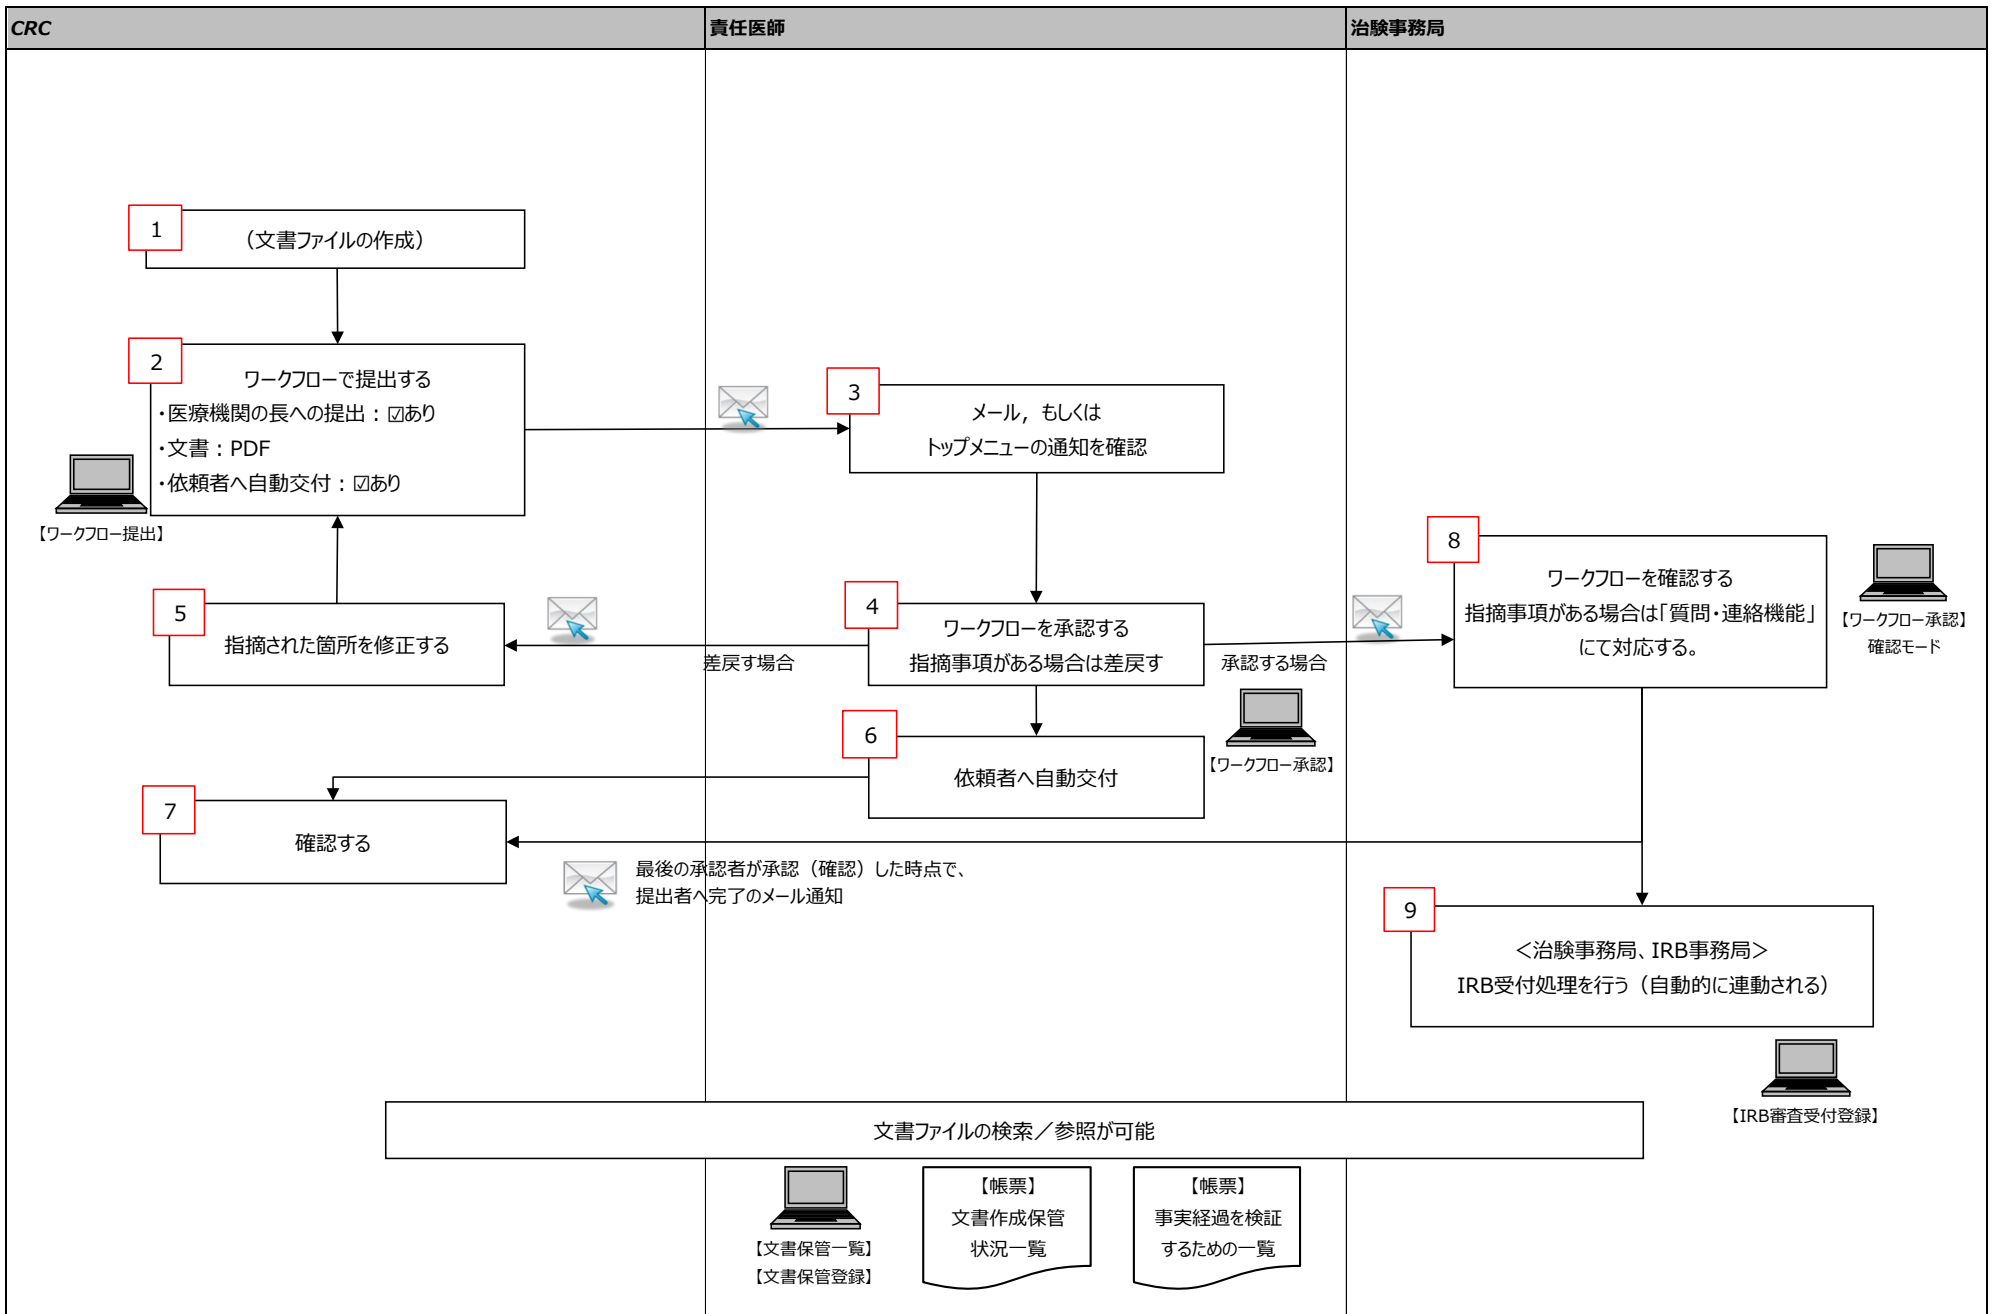 CRC
責任医師
治験事務局
1
（文書ファイルの作成）
2
ワークフローで提出する
・医療機関の長への提出：☑あり
・文書：PDF
・依頼者へ自動交付：☑あり
【ワークフロー提出】
3
メール，もしくは
トップメニューの通知を確認
4
ワークフローを承認する
指摘事項がある場合は差戻す
差戻す場合
承認する場合
【ワークフロー承認】
5
指摘された箇所を修正する
6
依頼者へ自動交付
7
確認する
最後の承認者が承認（確認）した時点で、
提出者へ完了のメール通知
8
ワークフローを確認する
指摘事項がある場合は「質問・連絡機能」
にて対応する。
【ワークフロー承認】
確認モード
9
＜治験事務局、IRB事務局＞
IRB受付処理を行う（自動的に連動される）
【IRB審査受付登録】
文書ファイルの検索／参照が可能
【文書保管一覧】
【文書保管登録】
【帳票】
文書作成保管
状況一覧
【帳票】
事実経過を検証
するための一覧